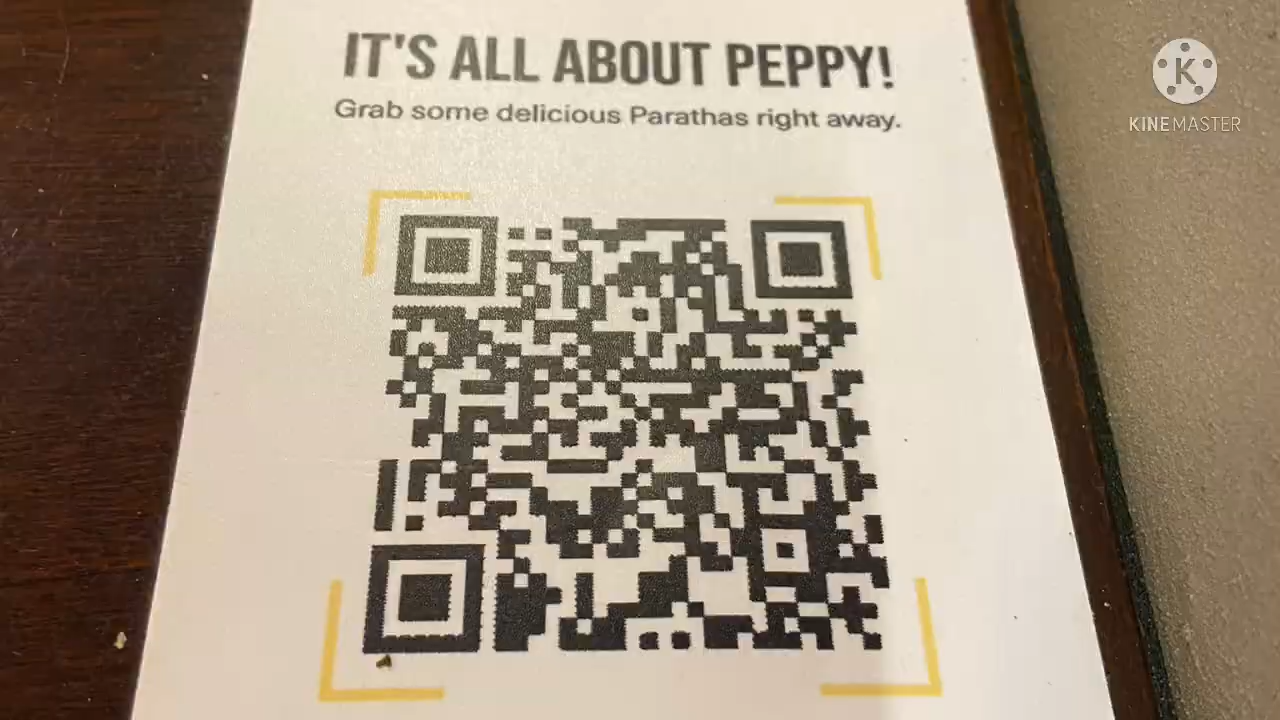 IT'S ALL ABOUT PEPPY!
Grab some delicious Parathas right away.
K
KINEMASTER